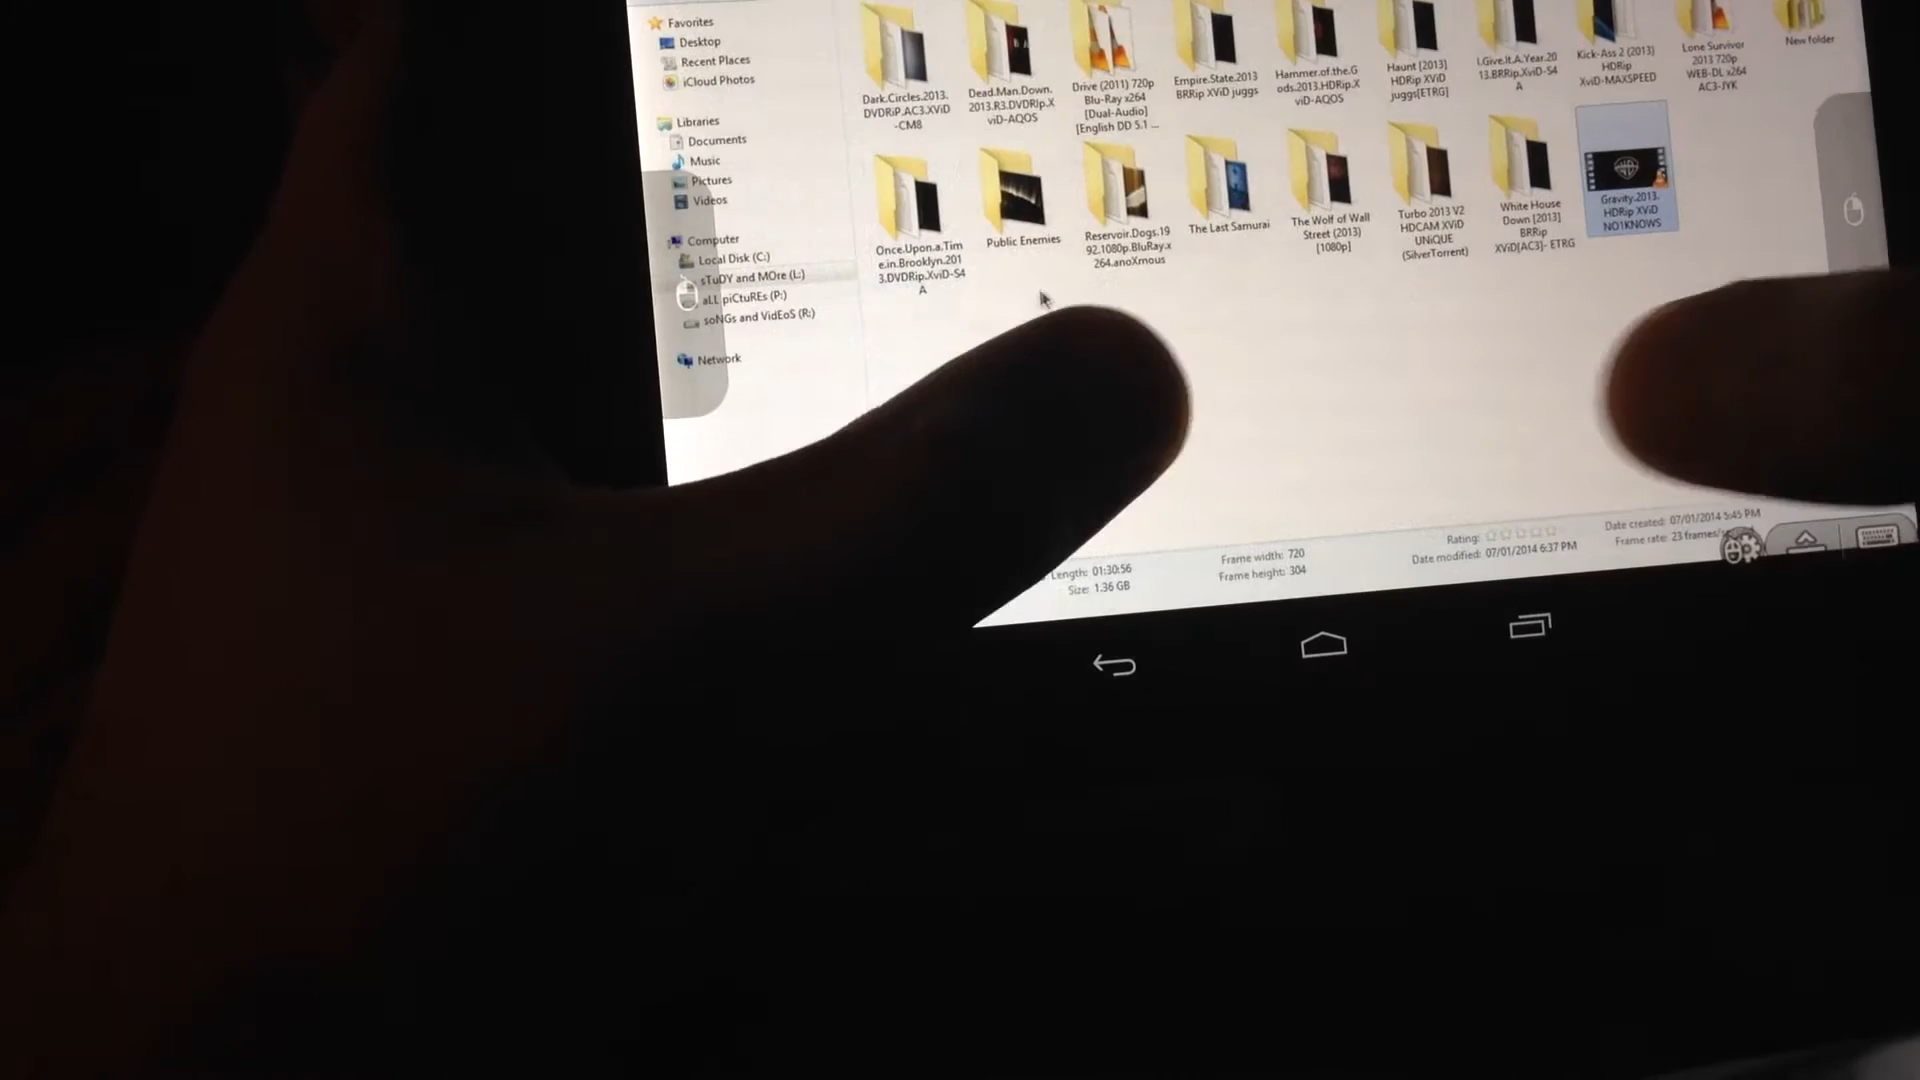 Favorites
Desktop
Recent Places
iCloud Photos
Libraries
Documents
Music
Pictures
Videos
Computer
Local Disk (C:)
sTuDY and MOre (L:)
aLL piCtuREs (P:)
soNGs and VidEoS (R:)
Network
Dark.Circles.2013.
DVDRiP.AC3.XViD
-CM8
Dead.Man.Down.
2013.R3.DVDRip.X
viD-AQOS
Drive (2011) 720p
Blu-Ray x264
[Dual-Audio]
[English DD 5.1 ...
Empire.State.2013
BRRip XViD juggs
Hammer.of.the.G
ods.2013.HDRip.X
viD-AQOS
Haunt [2013]
HDRip XViD
juggs[ETRG]
I.Give.It.A.Year.20
13.BRRip.XviD-S4
A
Kick-Ass 2 (2013)
HDRip
XviD-MAXSPEED
Lone Survivor
2013 720p
WEB-DL x264
AC3-JYK
New folder
Once.Upon.a.Tim
e.in.Brooklyn.201
3.DVDRip.XviD-S4
A
Public Enemies
Reservoir.Dogs.19
92.1080p.BluRay.x
264.anoXmous
The Last Samurai
The Wolf of Wall
Street (2013)
[1080p]
Turbo 2013 V2
HDCAM XViD
UNiQUE
(SilverTorrent)
White House
Down [2013]
BRRip
XViD[AC3]- ETRG
Gravity.2013.
HDRip XViD
NO1KNOWS
Length: 01:30:56
Size: 1.36 GB
Frame width: 720
Frame height: 304
Rating:
Date modified: 07/01/2014 6:37 PM
Date created: 07/01/2014 5:45 PM
Frame rate: 23 frames/